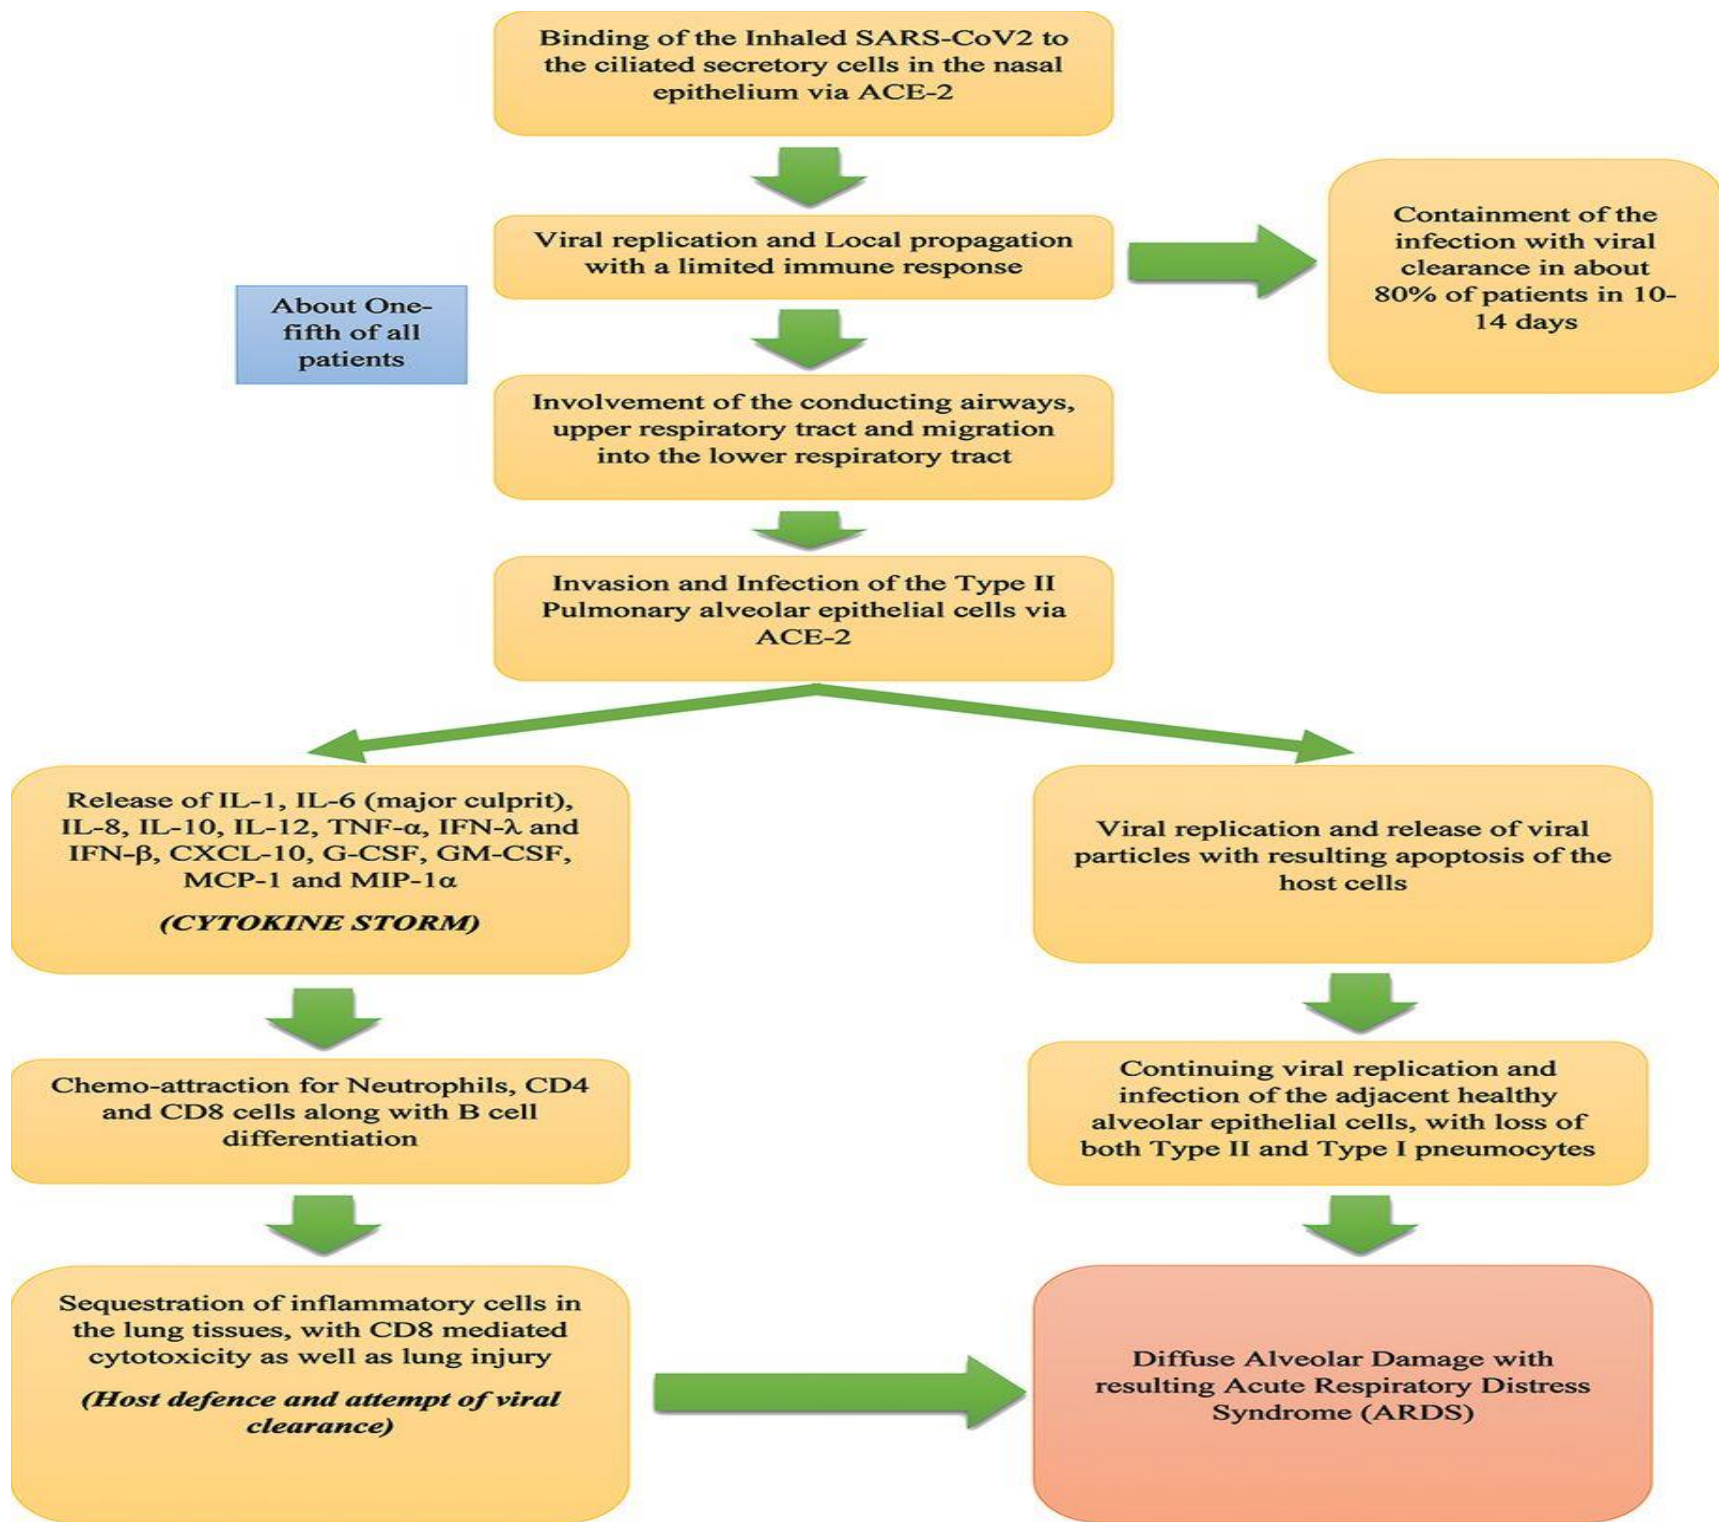 Binding of the Inhaled SARS-CoV2 to
the ciliated secretory cells in the nasal
epithelium via ACE-2
Viral replication and Local propagation
with a limited immune response
Containment of the
infection with viral
clearance in about
80% of patients in 10-
14 days
About One-
fifth of all
patients
Involvement of the conducting airways,
upper respiratory tract and migration
into the lower respiratory tract
Invasion and Infection of the Type II
Pulmonary alveolar epithelial cells via
ACE-2
Release of IL-1, IL-6 (major culprit),
IL-8, IL-10, IL-12, TNF-α, IFN-λ and
IFN-β, CXCL-10, G-CSF, GM-CSF,
MCP-1 and MIP-1α
(CYTOKINE STORM)
Viral replication and release of viral
particles with resulting apoptosis of the
host cells
Chemo-attraction for Neutrophils, CD4
and CD8 cells along with B cell
differentiation
Continuing viral replication and
infection of the adjacent healthy
alveolar epithelial cells, with loss of
both Type II and Type I pneumocytes
Sequestration of inflammatory cells in
the lung tissues, with CD8 mediated
cytotoxicity as well as lung injury
(Host defence and attempt of viral
clearance)
Diffuse Alveolar Damage with
resulting Acute Respiratory Distress
Syndrome (ARDS)